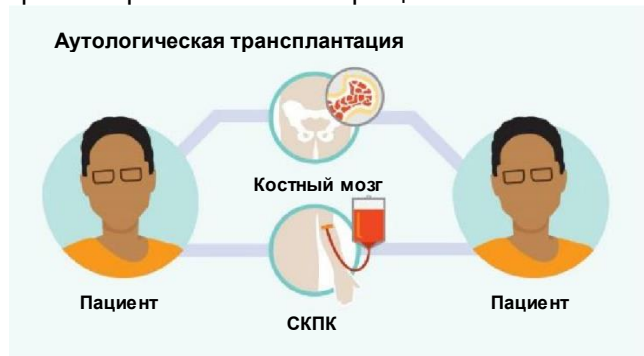 Аутологическая трансплантация
Костный мозг
Пациент
Пациент
СКПК